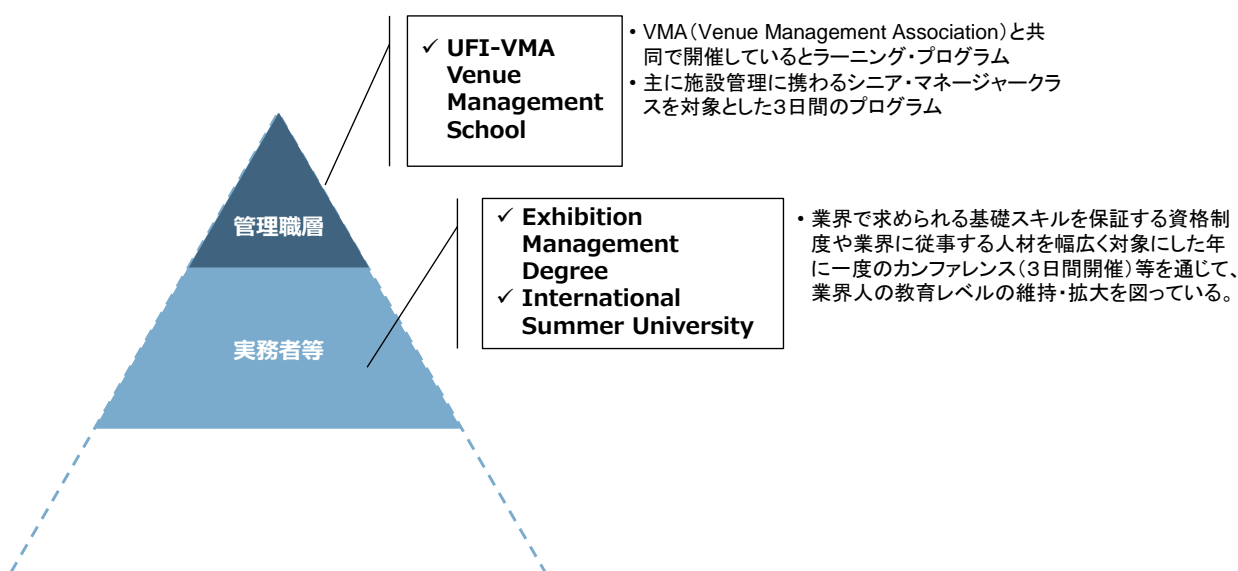 ✓ UFI-VMA
Venue
Management
School
• VMA（Venue Management Association）と共
同で開催しているとラーニング・プログラム
• 主に施設管理に携わるシニア・マネージャークラ
スを対象とした３日間のプログラム
管理職層
✓ Exhibition
Management
Degree
✓ International
Summer University
• 業界で求められる基礎スキルを保証する資格制
度や業界に従事する人材を幅広く対象にした年
に一度のカンファレンス（３日間開催）等を通じて、
業界人の教育レベルの維持・拡大を図っている。
実務者等